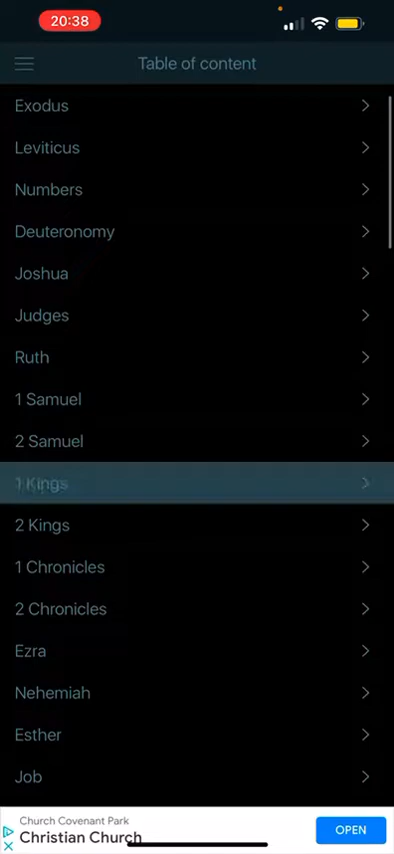 20:38
Table of content
Exodus
Leviticus
Numbers
Deuteronomy
Joshua
Judges
Ruth
1 Samuel
2 Samuel
1 Kings
2 Kings
1 Chronicles
2 Chronicles
Ezra
Nehemiah
Esther
Job
Church Covenant Park
Christian Church
OPEN